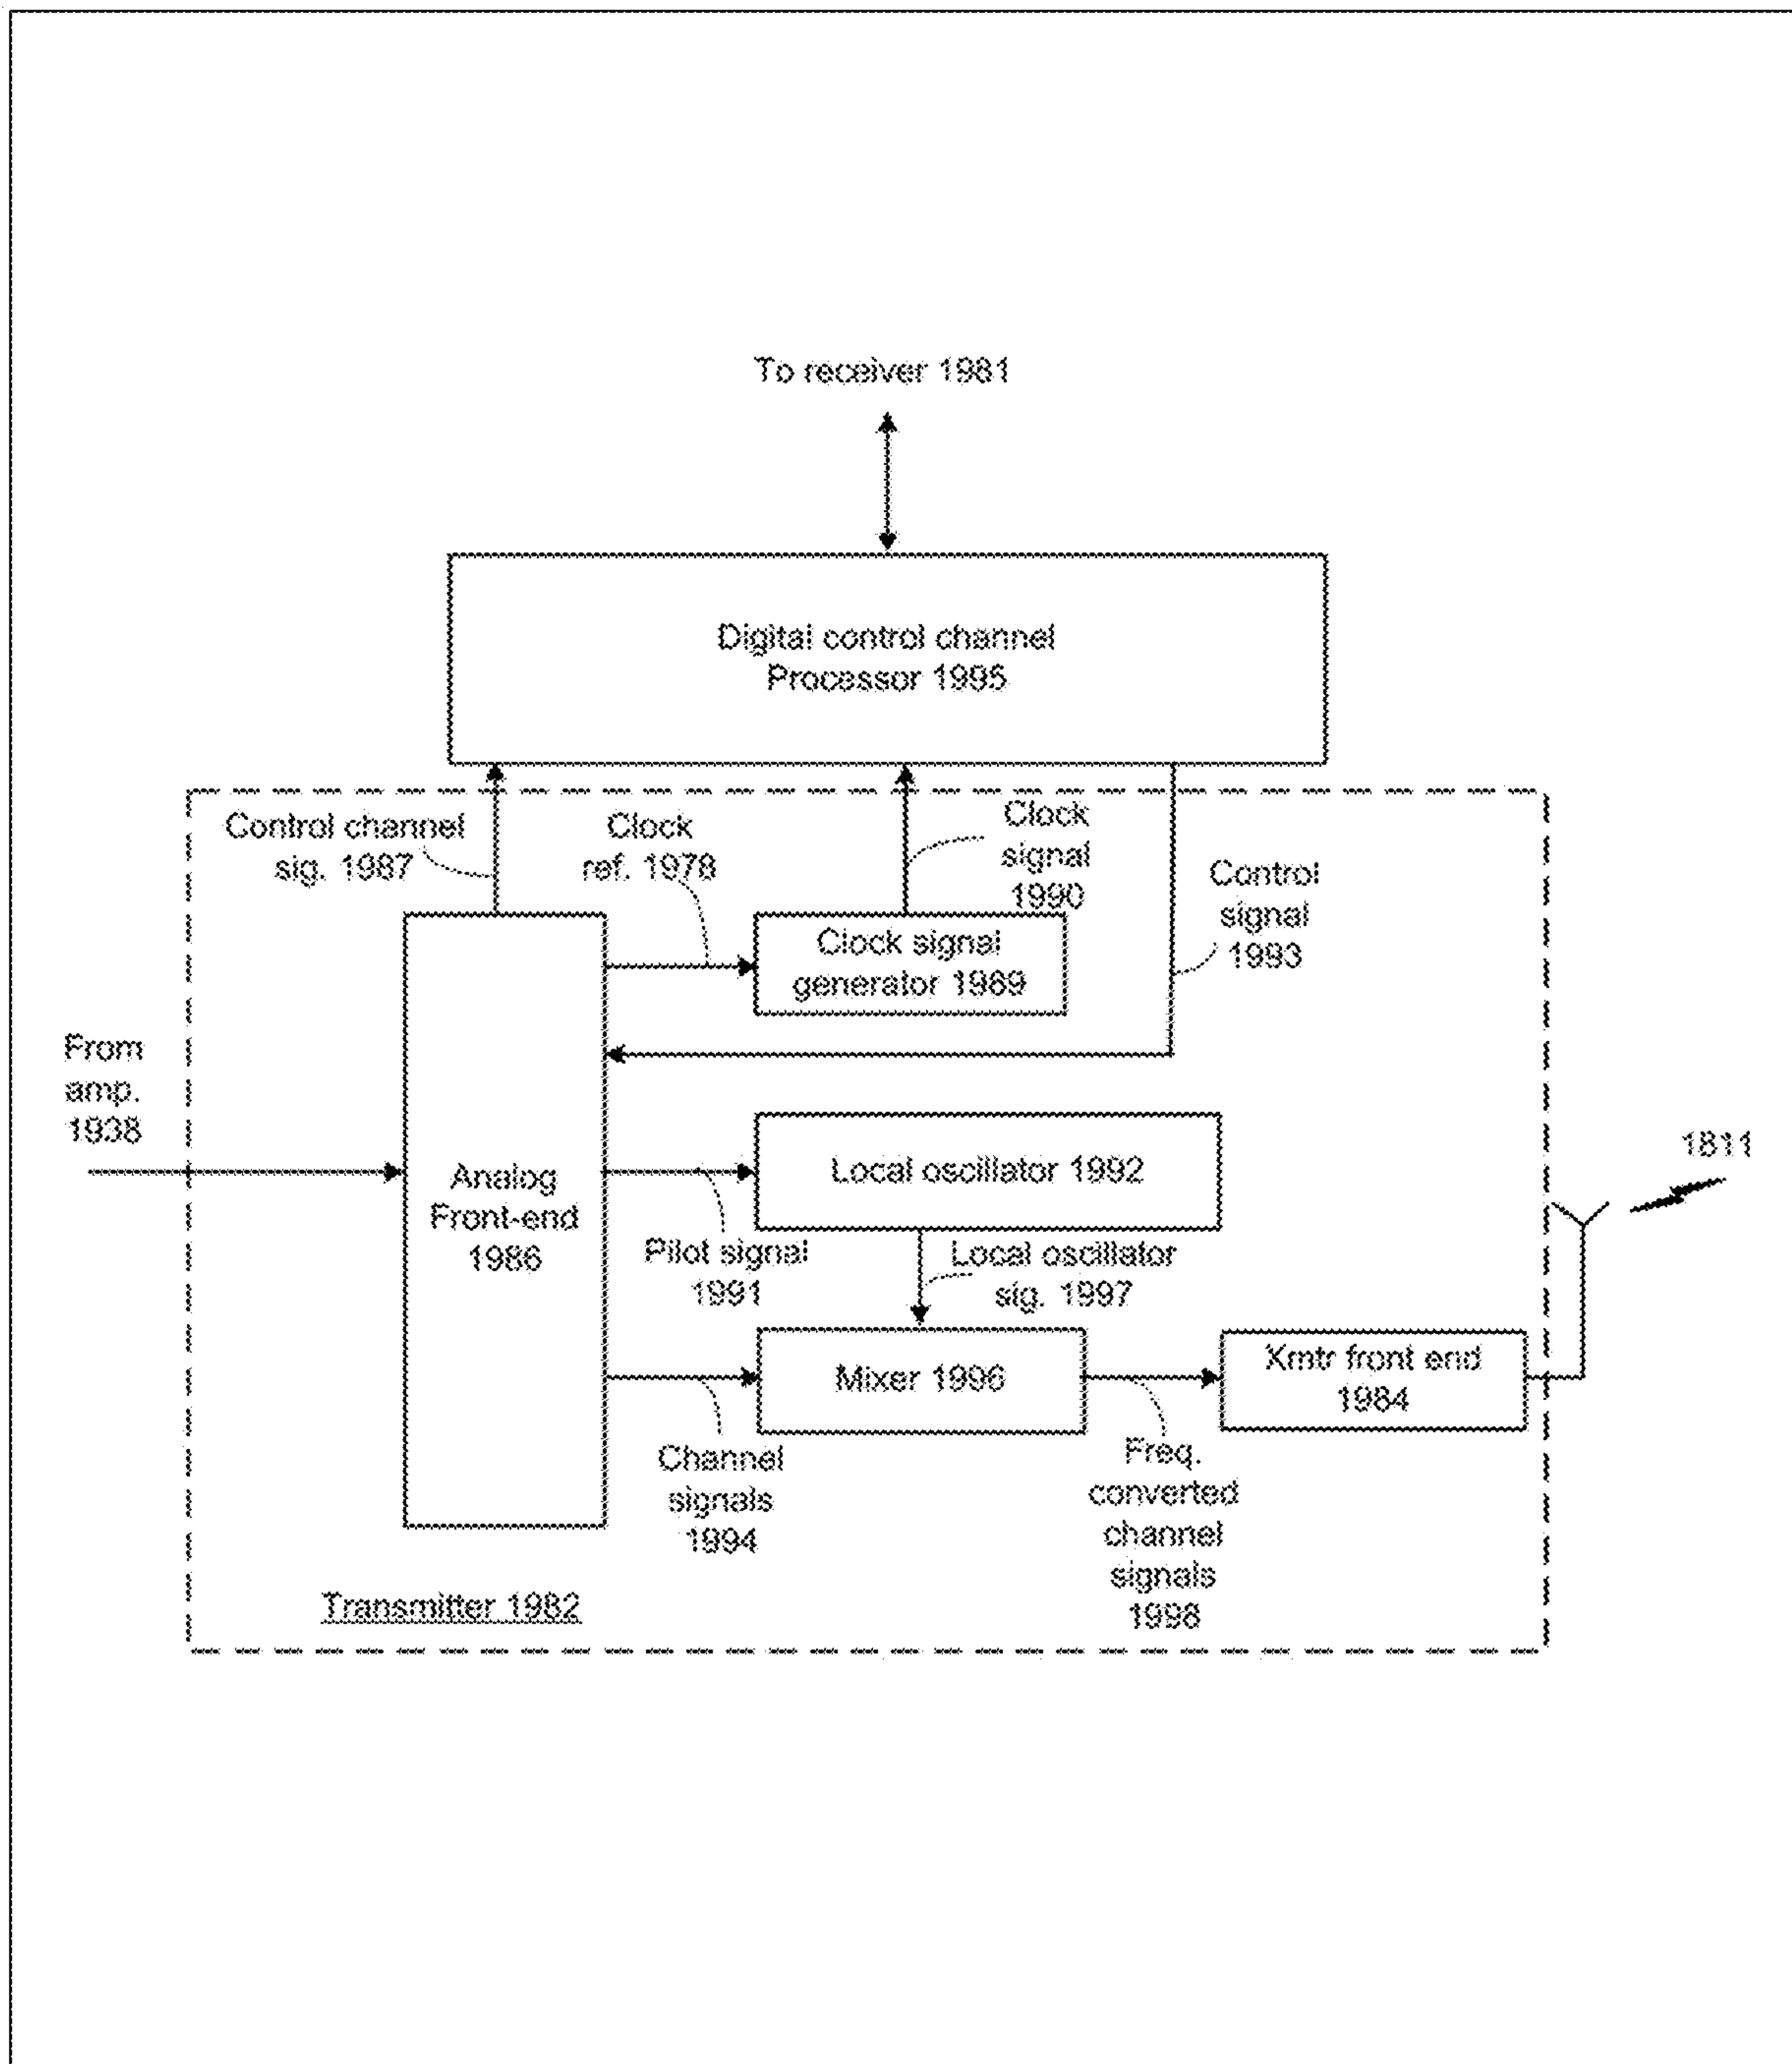 To receiver 1981
Digital control channel
Processor 1995
Control channel
sig. 1987
Clock
ref. 1978
Clock
signal
1990
Control
signal
1993
Clock signal
generator 1989
From
amp.
1938
Analog
Front-end
1986
Local oscillator 1992
1811
Pilot signal
1991
Local oscillator
sig. 1997
Mixer 1996
Xmtr front end
1984
Channel
signals
1994
Freq.
converted
channel
signals
1998
Transmitter 1982